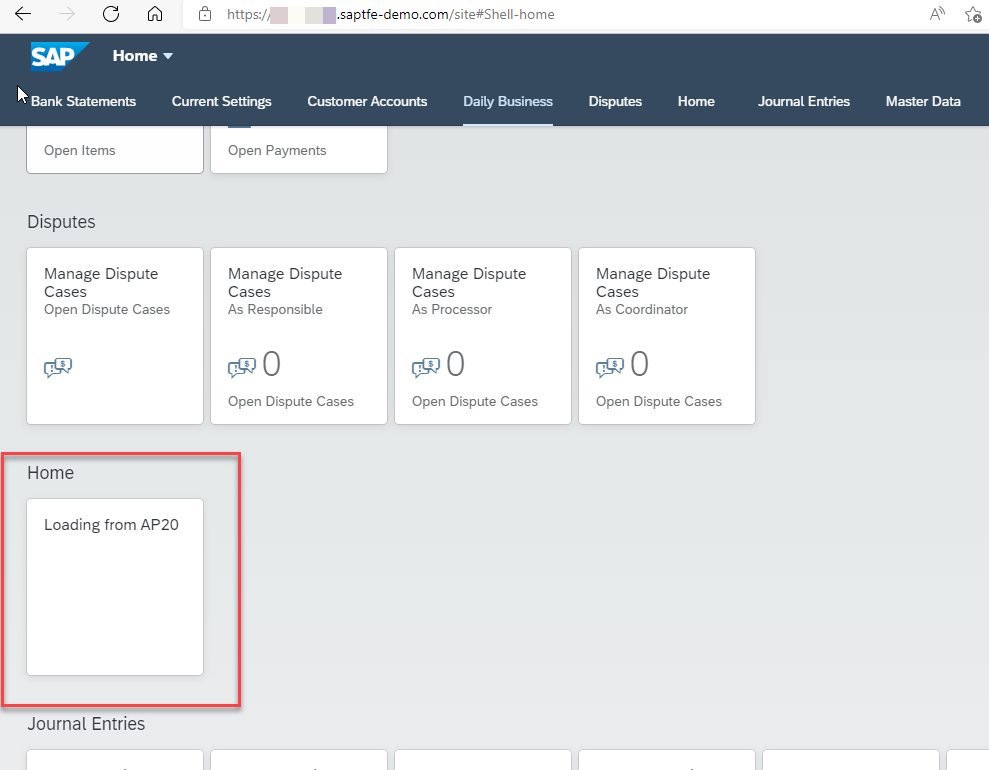 https://
.saptfe-demo.com/site#Shell-home
A
SAP
Home
Bank Statements
Current Settings
Customer Accounts
Daily Business
Disputes
Home
Journal Entries
Master Data
Open Items
Open Payments
Disputes
Manage Dispute
Cases
Open Dispute Cases
Manage Dispute
Cases
As Responsible
0
Open Dispute Cases
Manage Dispute
Cases
As Processor
0
Open Dispute Cases
Manage Dispute
Cases
As Coordinator
0
Open Dispute Cases
Home
Loading from AP20
Journal Entries